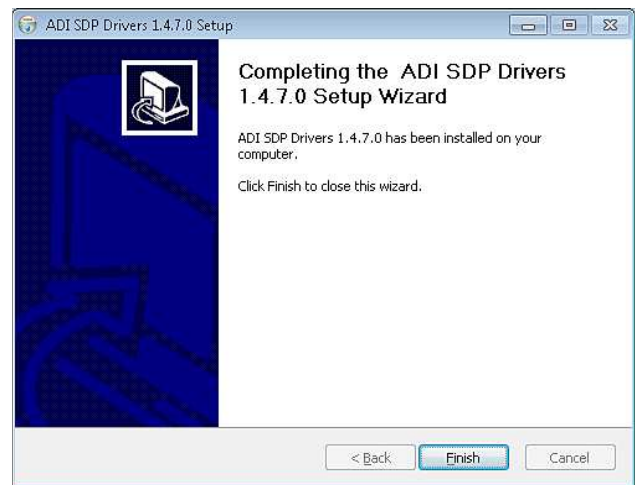 ADI SDP Drivers 1.4.7.0 Setup
Completing the ADI SDP Drivers
1.4.7.0 Setup Wizard
ADI SDP Drivers 1.4.7.0 has been installed on your
computer.
Click Finish to close this wizard.
< Back
Finish
Cancel